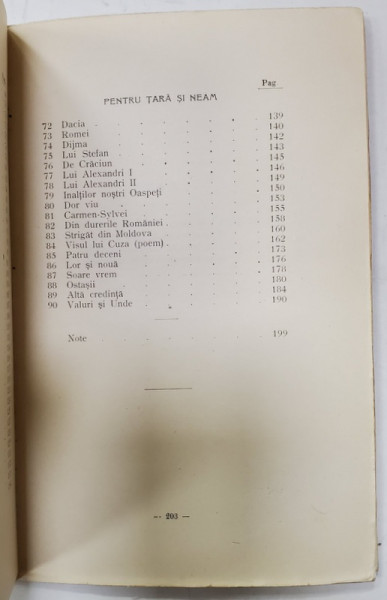 Pag
PENTRU ȚARĂ ȘI NEAM
72 Dacia . . . . . . . 139
73 Romei . . . . . . . 140
74 Dijma . . . . . . . 142
75 Lui Stefan . . . . . . 143
76 De Crăciun . . . . . . 145
77 Lui Alexandri I . . . . . 146
78 Lui Alexandri II . . . . . 149
79 Inalților noștri Oaspeți . . . . 150
80 Dor viu . . . . . . . 153
81 Carmen-Sylvei . . . . . . 155
82 Din durerile României . . . . 158
83 Strigăt din Moldova . . . . . 160
84 Visul lui Cuza (poem) . . . . . 162
85 Patru deceni . . . . . . 173
86 Lor și nouă . . . . . . 176
87 Soare vrem . . . . . . 178
88 Ostașii . . . . . . . 180
89 Altă credință . . . . . . 184
90 Valuri și Unde . . . . . . 190
Note . . . . . . . 199
— 203 —